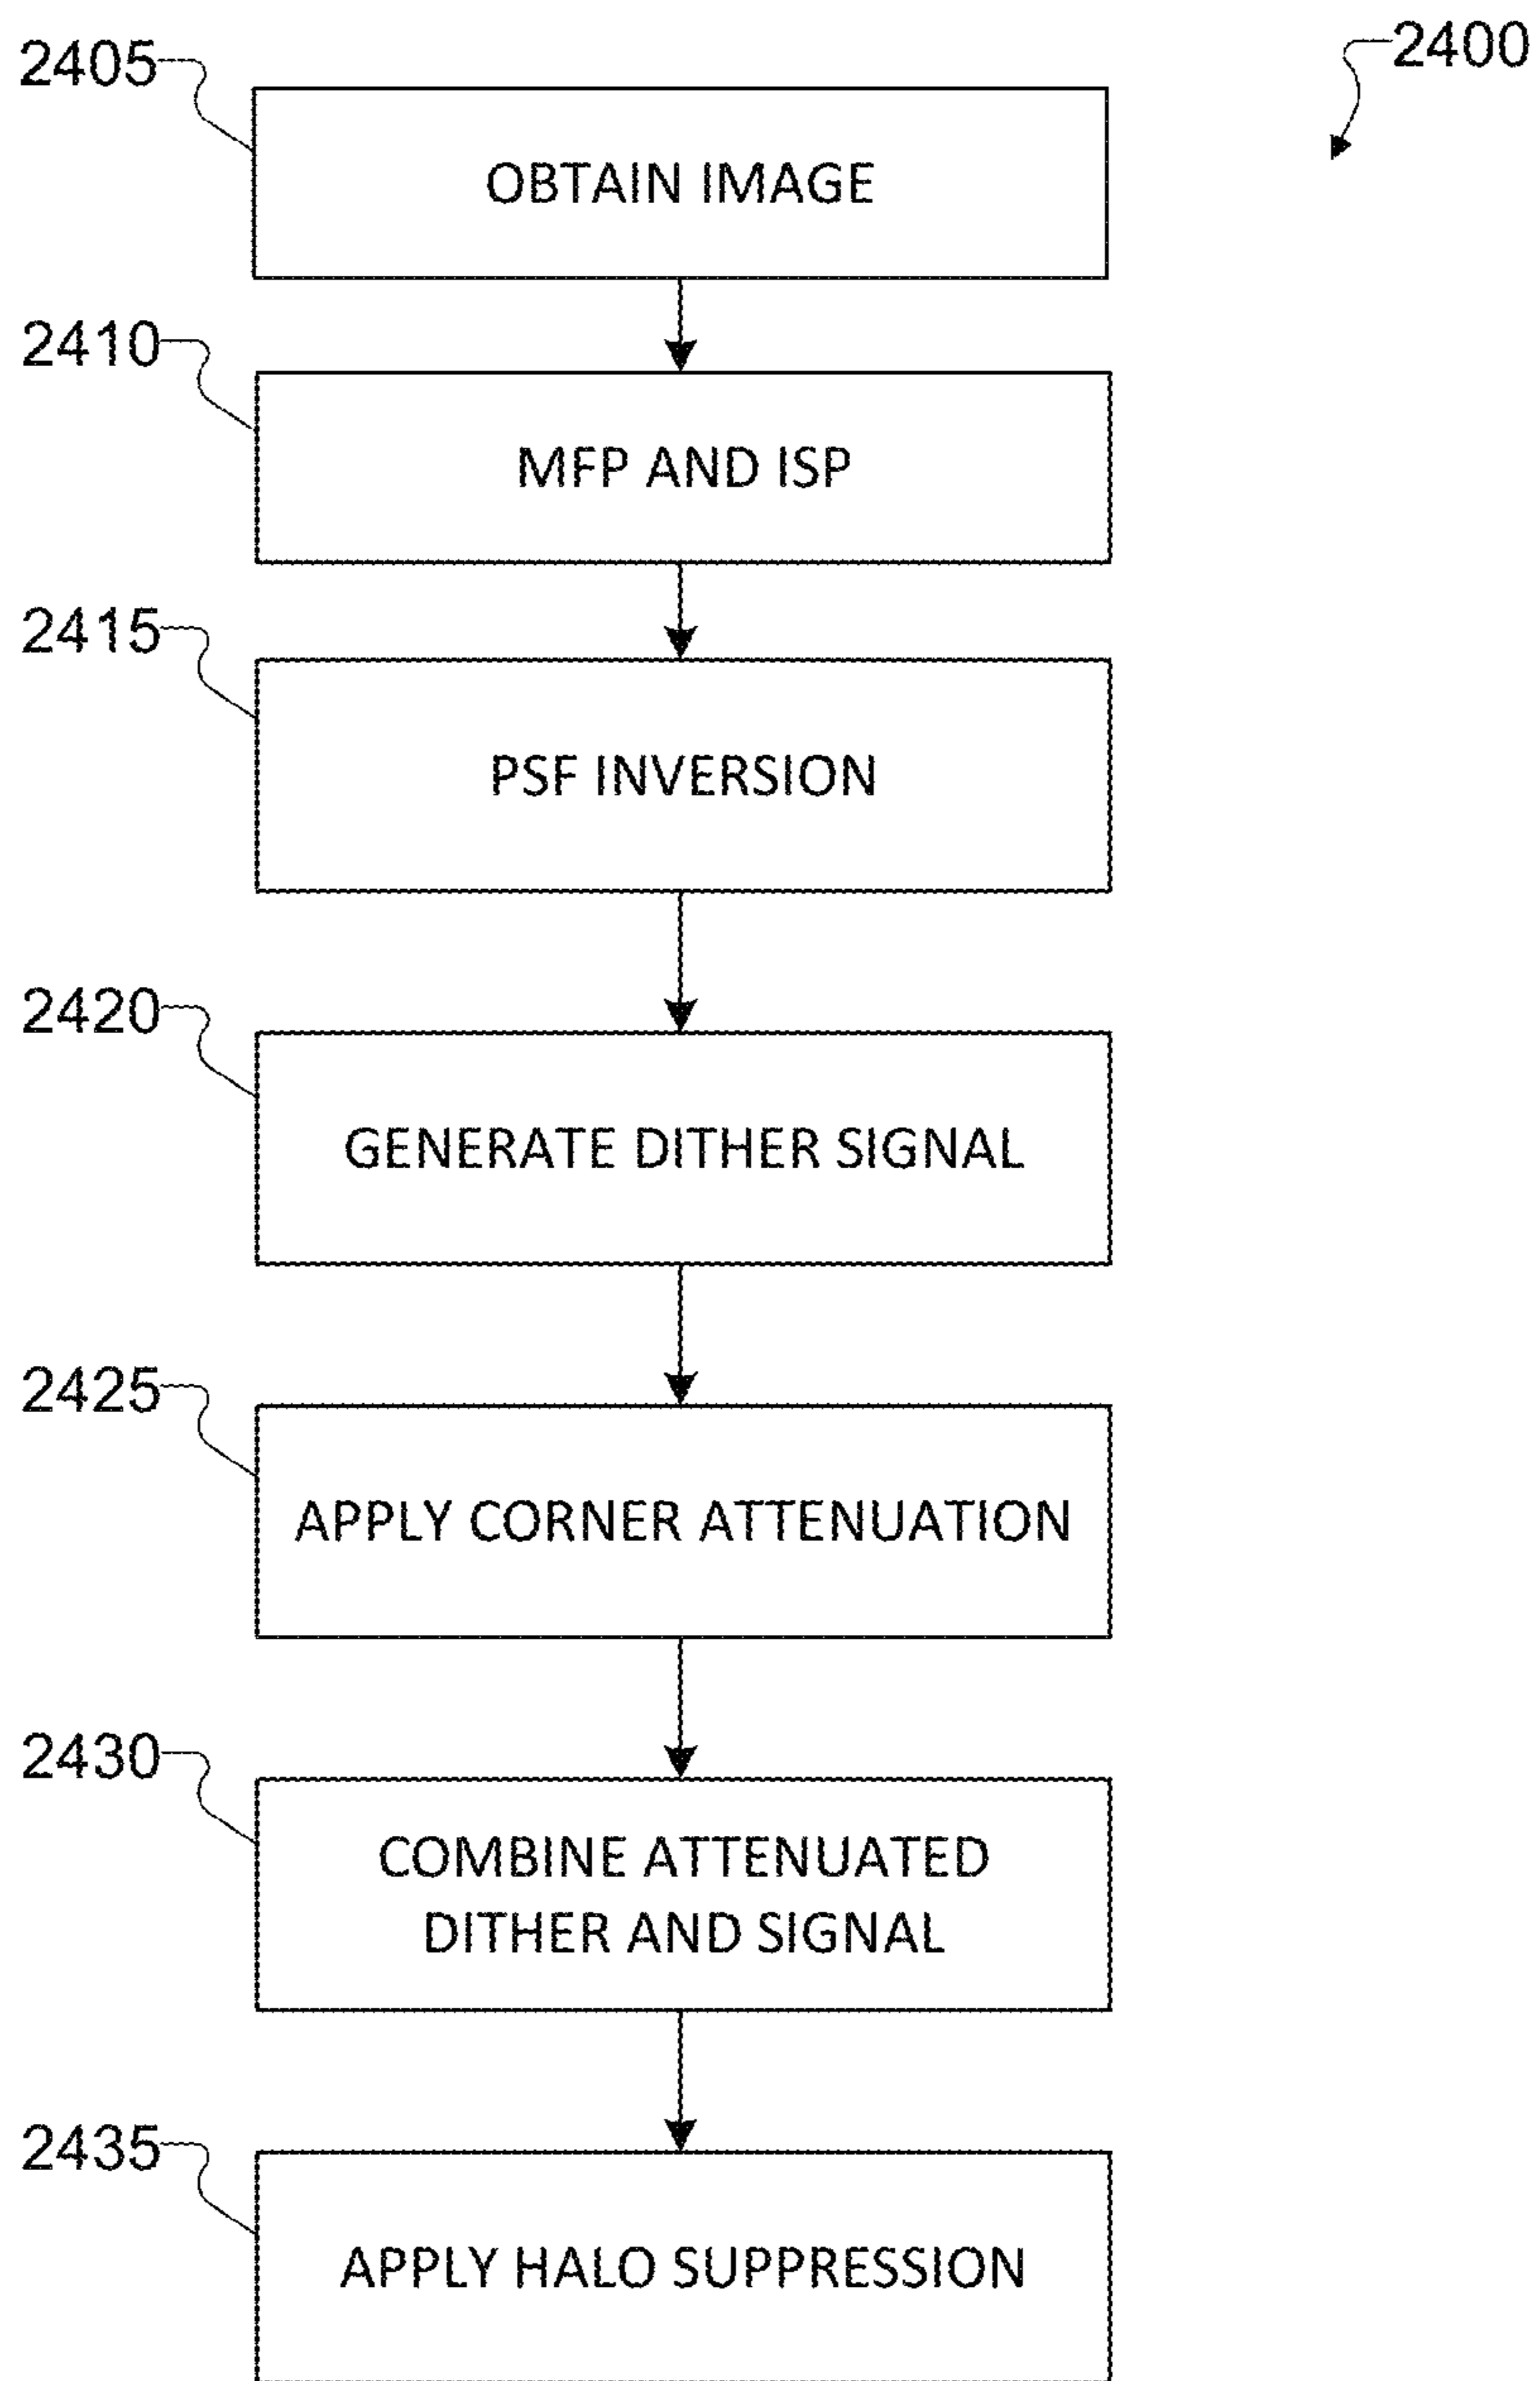 2400
2405
OBTAIN IMAGE
2410
MFP AND ISP
2415
PSF INVERSION
2420
GENERATE DITHER SIGNAL
2425
APPLY CORNER ATTENUATION
2430
COMBINE ATTENUATED
DITHER AND SIGNAL
2435
APPLY HALO SUPPRESSION